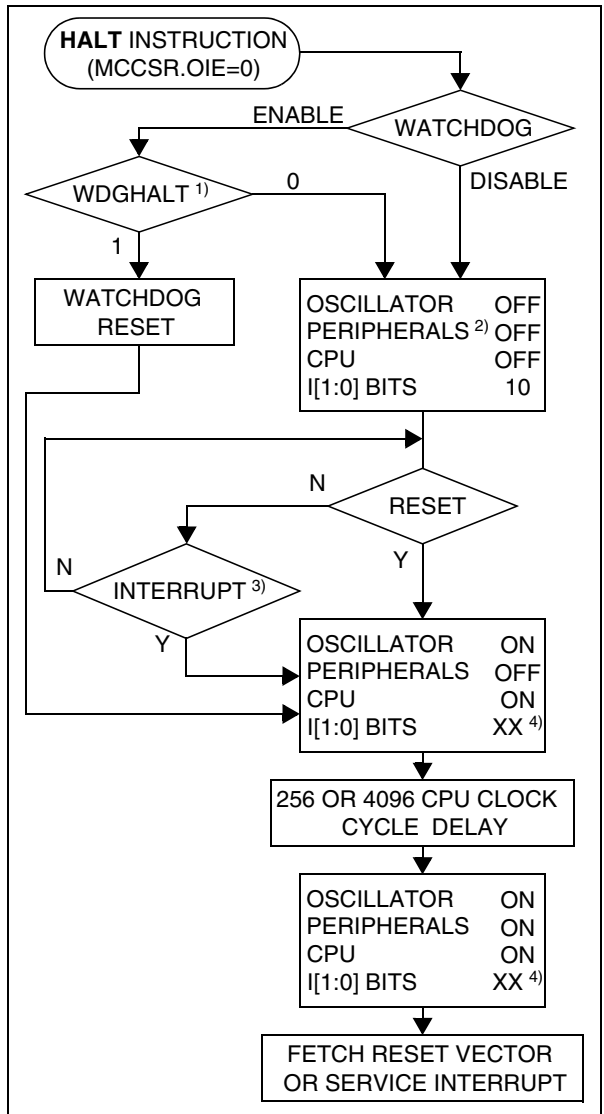 HALT INSTRUCTION
(MCCSR.OIE=0)
ENABLE
WATCHDOG
WDGHALT 1)
0
DISABLE
1
WATCHDOG
RESET
OSCILLATOR OFF
PERIPHERALS 2) OFF
CPU OFF
I[1:0] BITS 10
N
RESET
N
INTERRUPT 3)
Y
Y
OSCILLATOR ON
PERIPHERALS OFF
CPU ON
I[1:0] BITS XX 4)
256 OR 4096 CPU CLOCK
CYCLE DELAY
OSCILLATOR ON
PERIPHERALS ON
CPU ON
I[1:0] BITS XX 4)
FETCH RESET VECTOR
OR SERVICE INTERRUPT